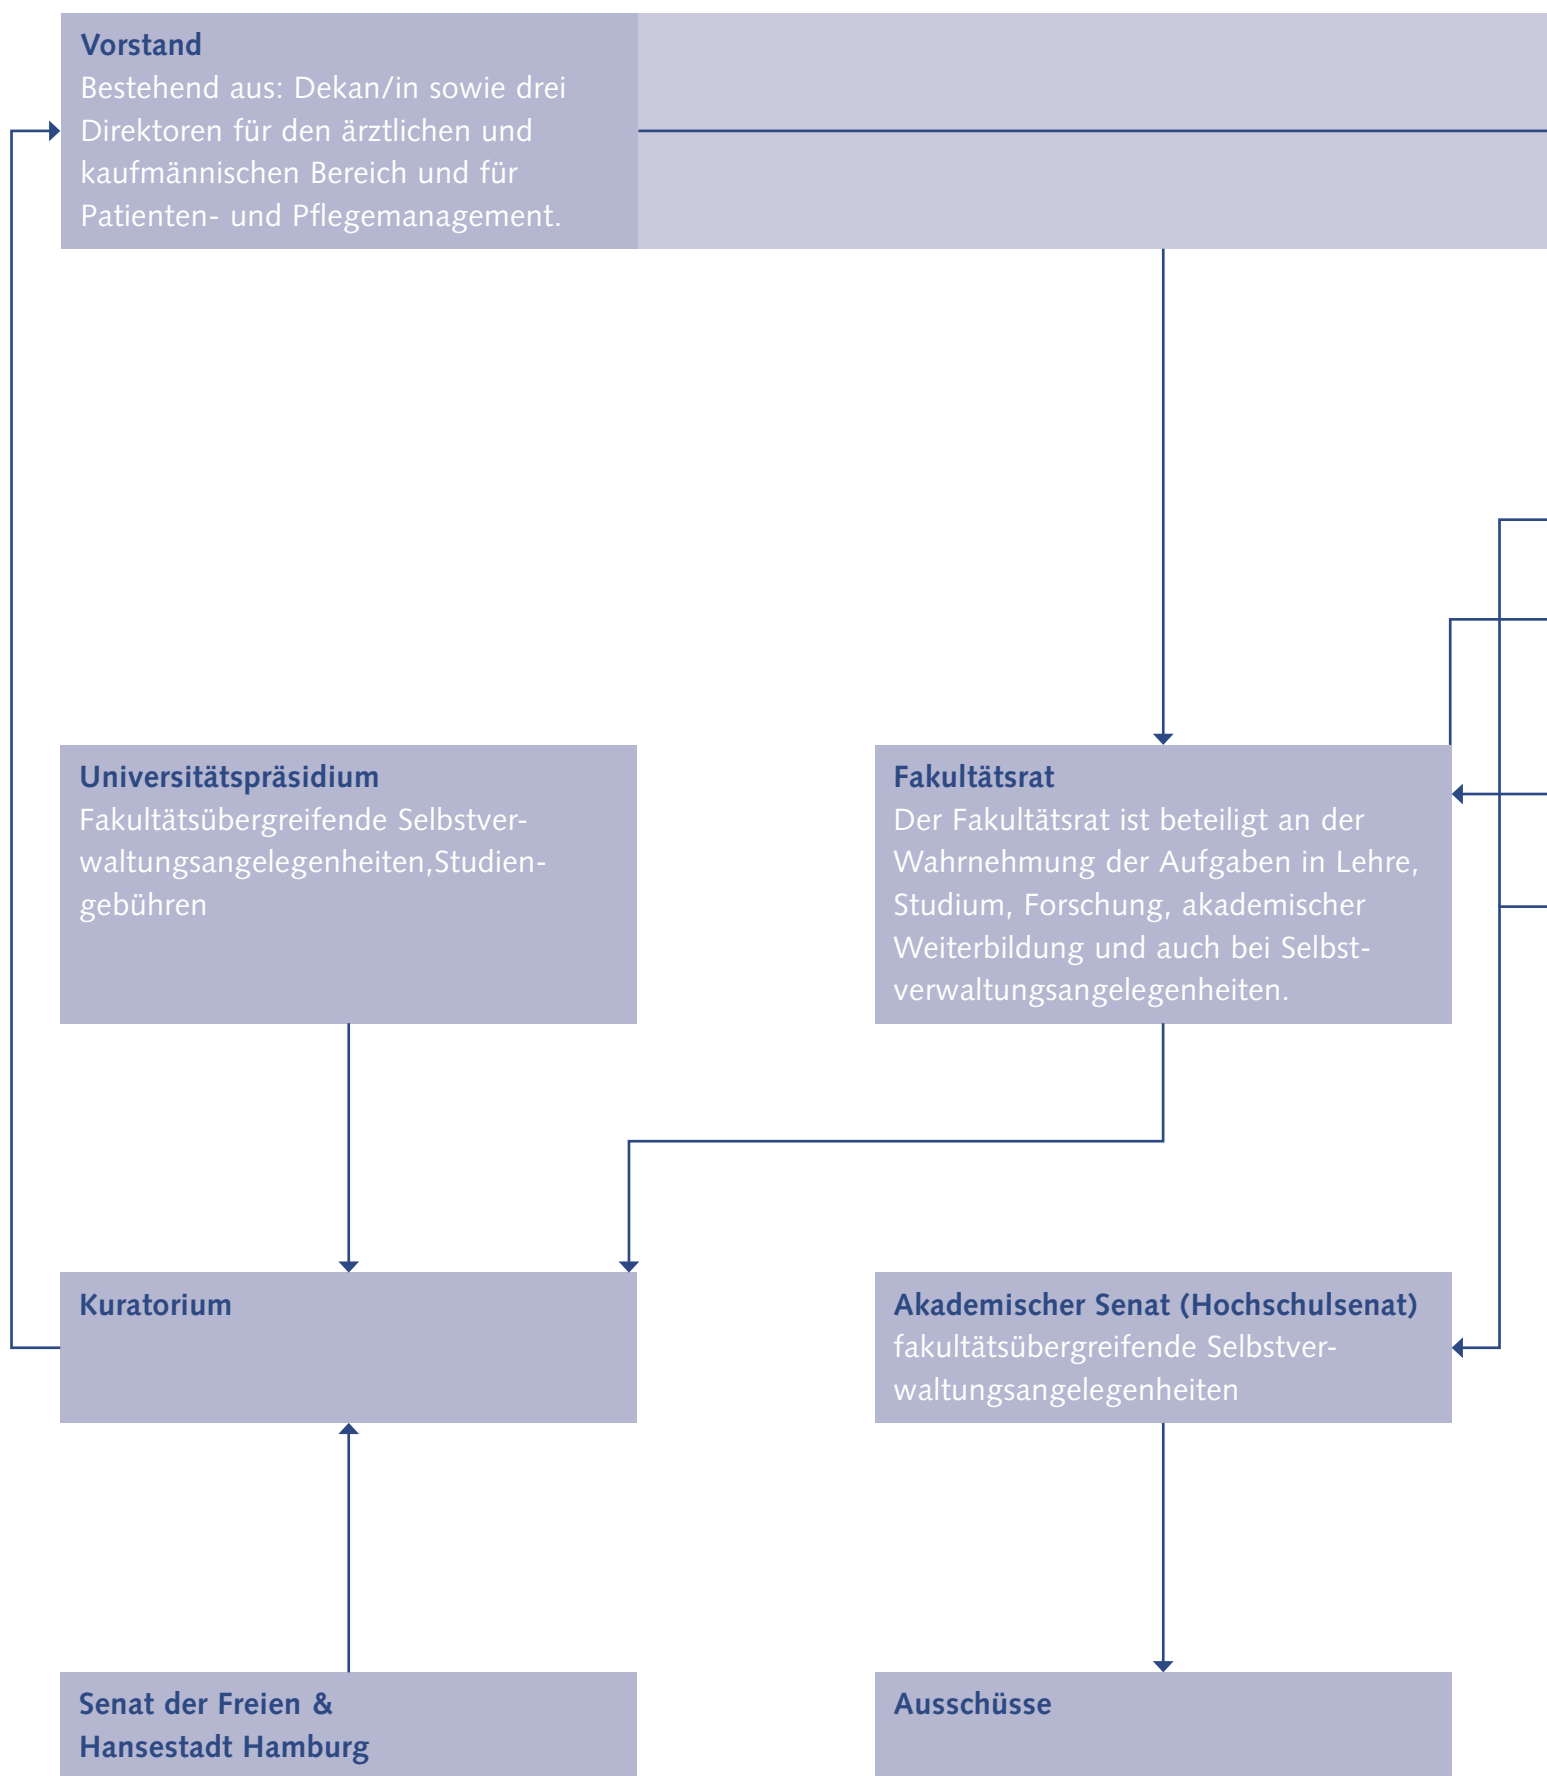 Vorstand
Bestehend aus: Dekan/in sowie drei
Direktoren für den ärztlichen und
kaufmännischen Bereich und für
Patienten- und Pflegemanagement.
Universitätspräsidium
Fakultätsübergreifende Selbstver-
waltungsangelegenheiten,Studien-
gebühren
Fakultätsrat
Der Fakultätsrat ist beteiligt an der
Wahrnehmung der Aufgaben in Lehre,
Studium, Forschung, akademischer
Weiterbildung und auch bei Selbst-
verwaltungsangelegenheiten.
Kuratorium
Akademischer Senat (Hochschulsenat)
fakultätsübergreifende Selbstver-
waltungsangelegenheiten
Senat der Freien &
Hansestadt Hamburg
Ausschüsse